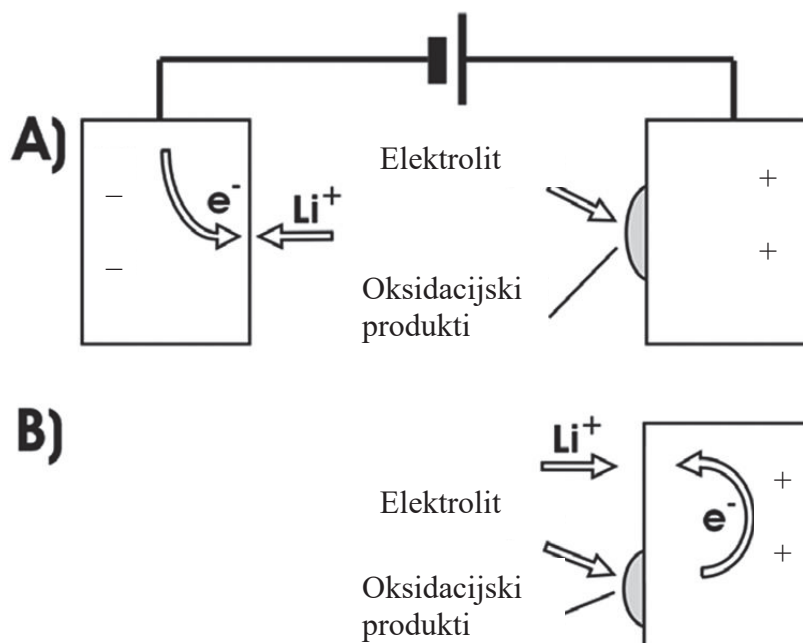 A)
–
–
e-
Li+
Elektrolit
Oksidacijski
produkti
+
+
B)
Li+
Elektrolit
Oksidacijski
produkti
e-
+
+